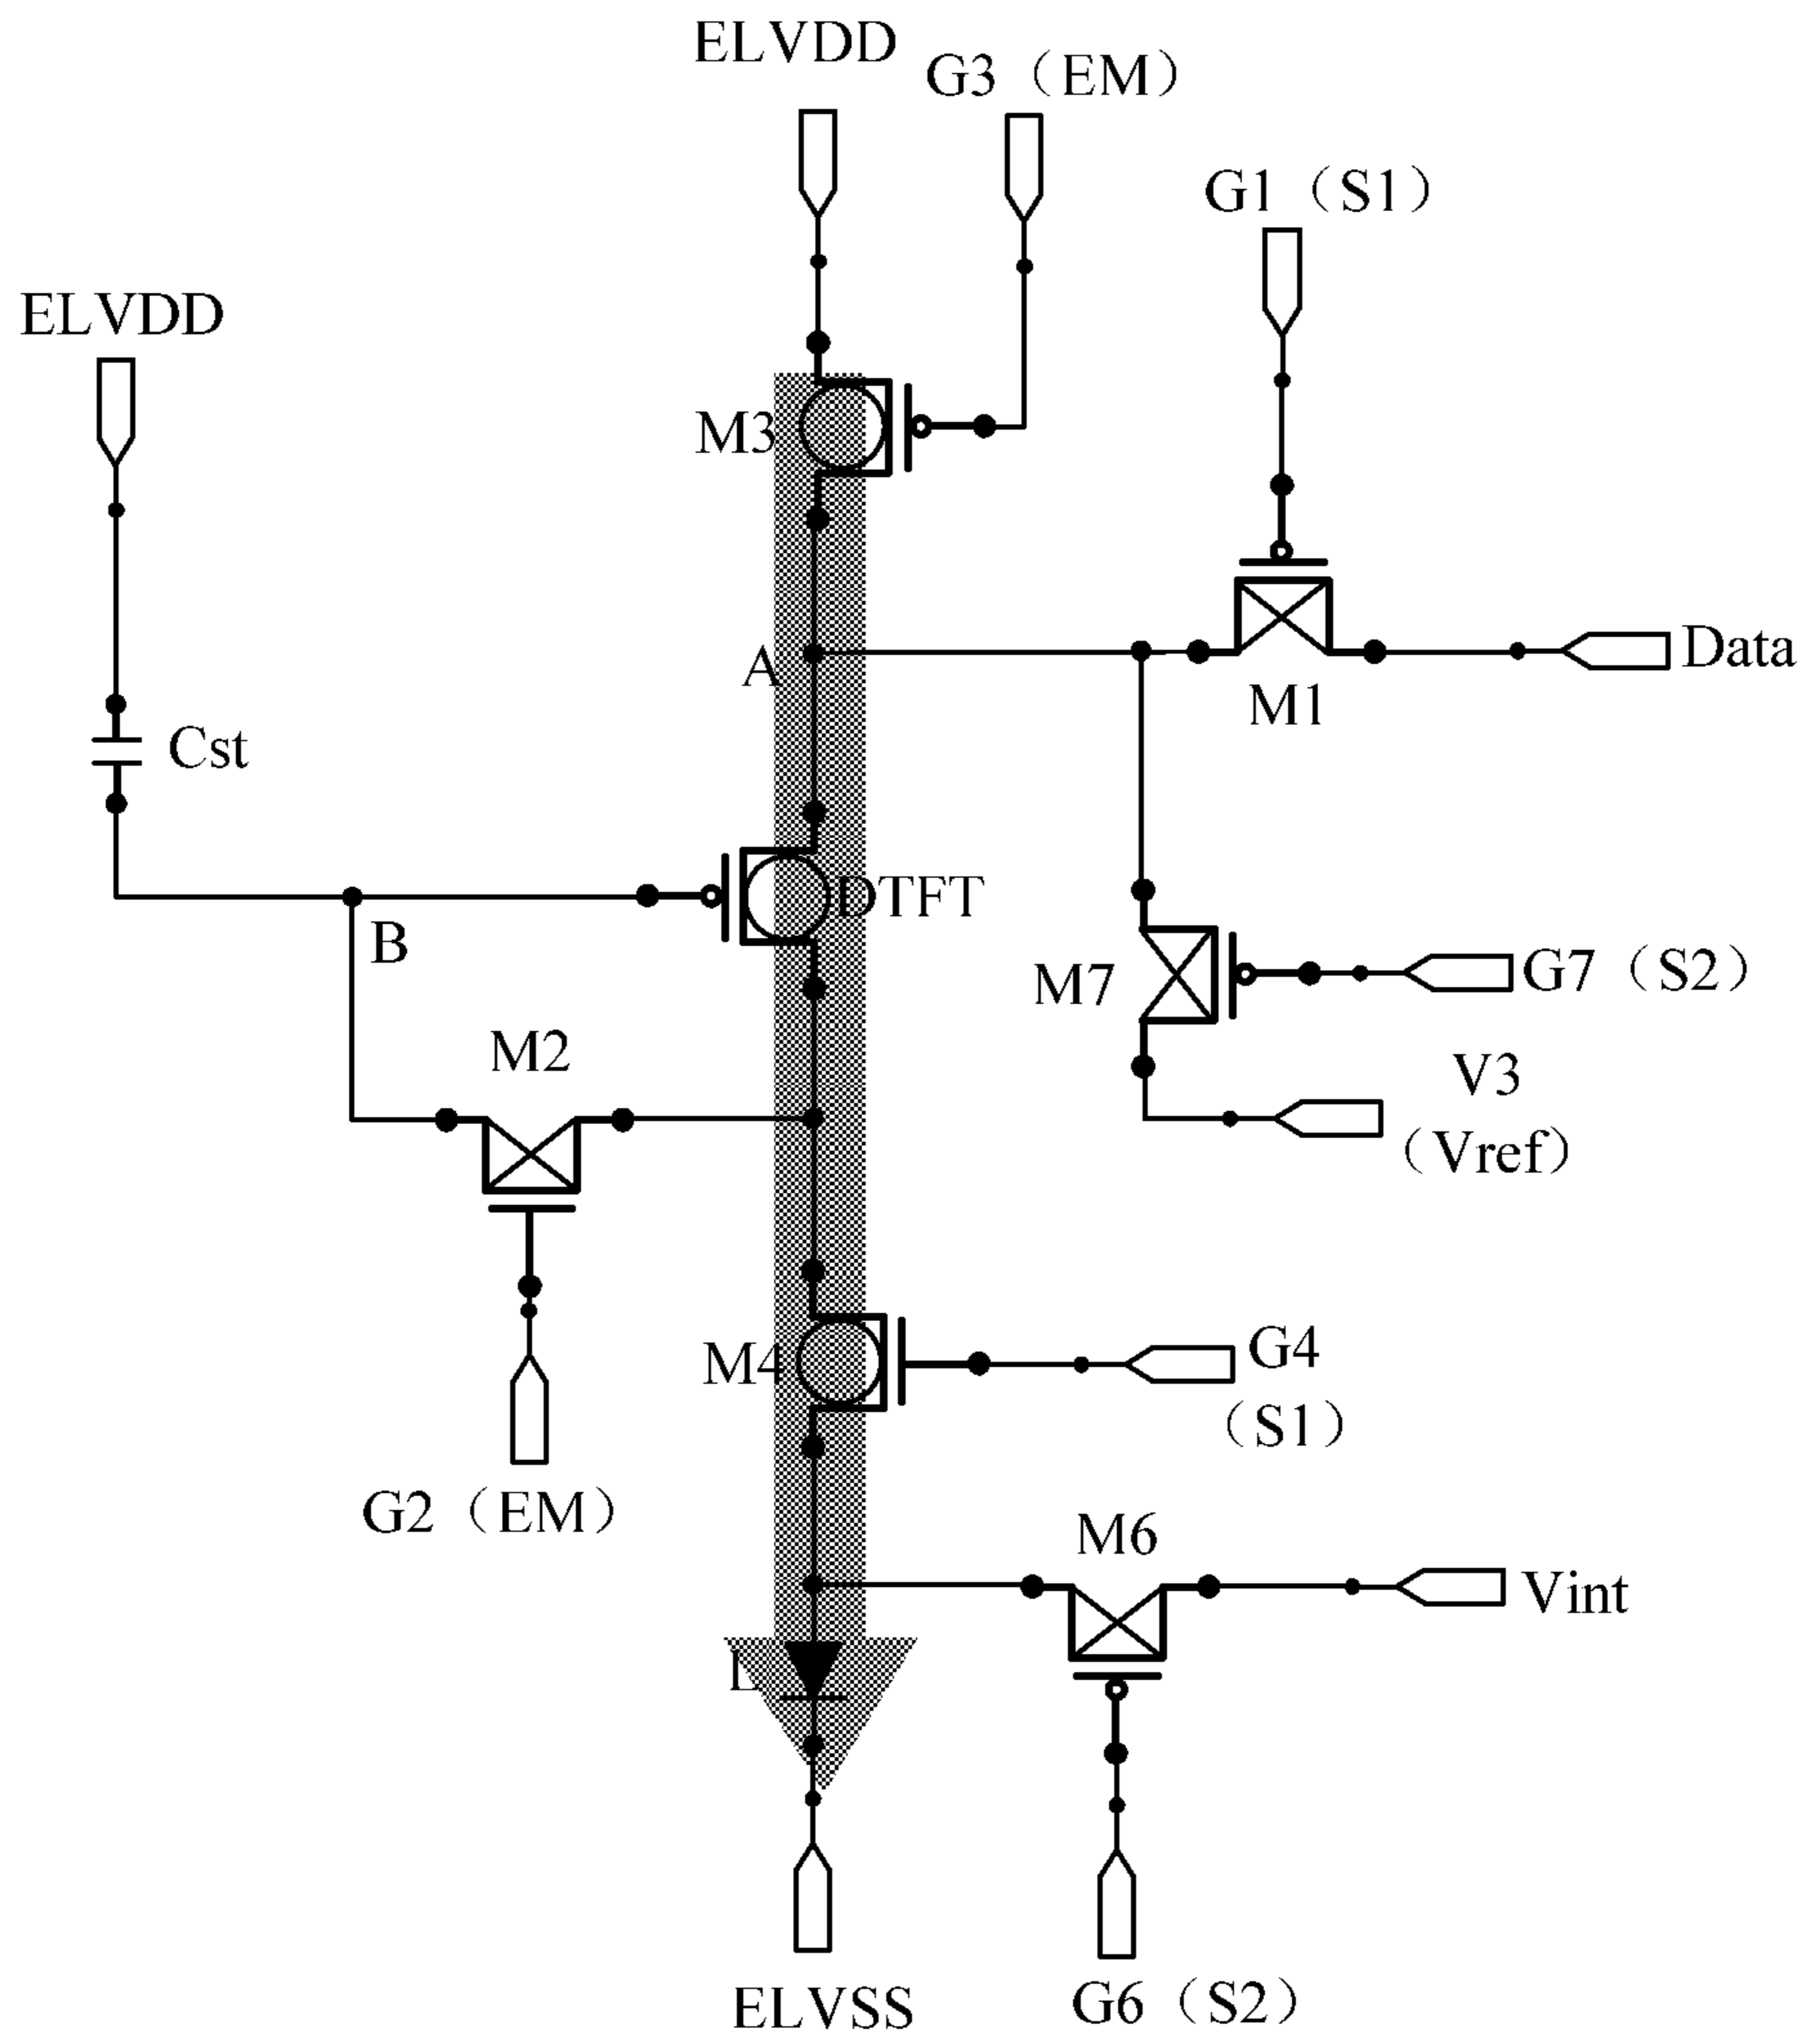 ELVDD
G3（EM）
G1（S1）
ELVDD
M3
A
Data
M1
Cst
DTFT
B
M7
G7（S2）
M2
V3
（Vref）
M4
G4
（S1）
G2（EM）
M6
Vint
L
ELVSS
G6（S2）